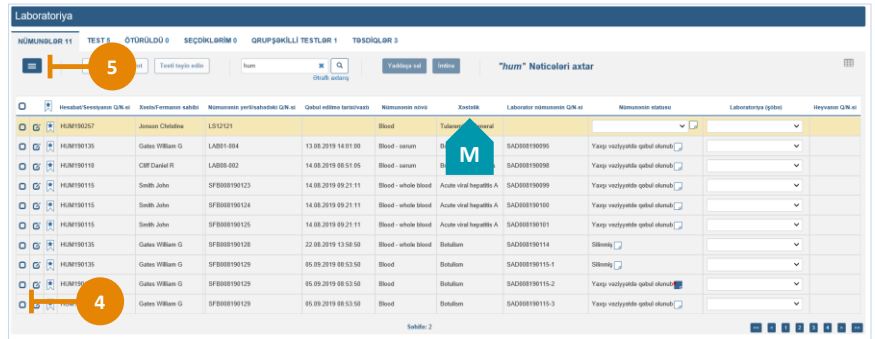 Laboratoriya
NÜMUNƏLƏR 11 TEST 5 ÖTÜRÜLDÜ 0 SEÇDİKLƏRİM 0 QRUPŞƏKİLLİ TESTLƏR 1 TƏSDİQLƏR 3
5 Testi təyin edin hum Yaddaşa sal İmtina "hum" Nəticələri axtar
Ətraflı axtarış
Hesabat/Sessiyanın Q/N-si Xəstə/Fermanın sahibi Nümunənin yerli/sahədəki Q/N-si Qəbul edilmə tarixi/vaxtı Nümunənin növü Xəstəlik Laborator nümunənin Q/N-si Nümunənin statusu Laboratoriya (şöbə) Heyvanın Q/N-si
HUM190257 Jonson Christina LS12121 Blood
HUM190135 Gates William G LAB01-004 13.08.2019 14:01:00 Blood - serum SAD008190095 Yaxşı vəziyyətdə qəbul olunub
M
HUM190110 Cliff Daniel R LAB08-002 14.08.2019 08:51:05 Blood - serum SAD008190098 Yaxşı vəziyyətdə qəbul olunub
HUM190115 Smith John SFB008190123 14.08.2019 09:21:11 Blood - whole blood Acute viral hepatitis A SAD008190099 Yaxşı vəziyyətdə qəbul olunub
HUM190115 Smith John SFB008190124 14.08.2019 09:21:11 Blood - whole blood Acute viral hepatitis A SAD008190100 Yaxşı vəziyyətdə qəbul olunub
HUM190115 Smith John SFB008190125 14.08.2019 09:21:11 Blood - whole blood Acute viral hepatitis A SAD008190101 Yaxşı vəziyyətdə qəbul olunub
HUM190135 Gates William G SFB008190128 22.08.2019 13:50:50 Blood - whole blood Botulism SAD008190114 Silinmiş
HUM190135 Gates William G SFB008190129 05.09.2019 08:53:50 Blood Botulism SAD008190115-1 Silinmiş
Gates William G SFB008190129 05.09.2019 08:53:50 Blood Botulism SAD008190115-2 Yaxşı vəziyyətdə qəbul olunub
4 Gates William G SFB008190129 05.09.2019 08:53:50 Blood Botulism SAD008190115-3 Yaxşı vəziyyətdə qəbul olunub
Səhifə: 2 << < 1 2 3 4 > >>